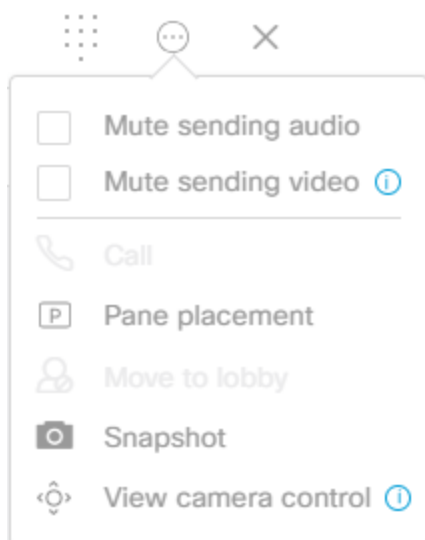 Mute sending audio
Mute sending video
Call
P Pane placement
Move to lobby
Snapshot
View camera control